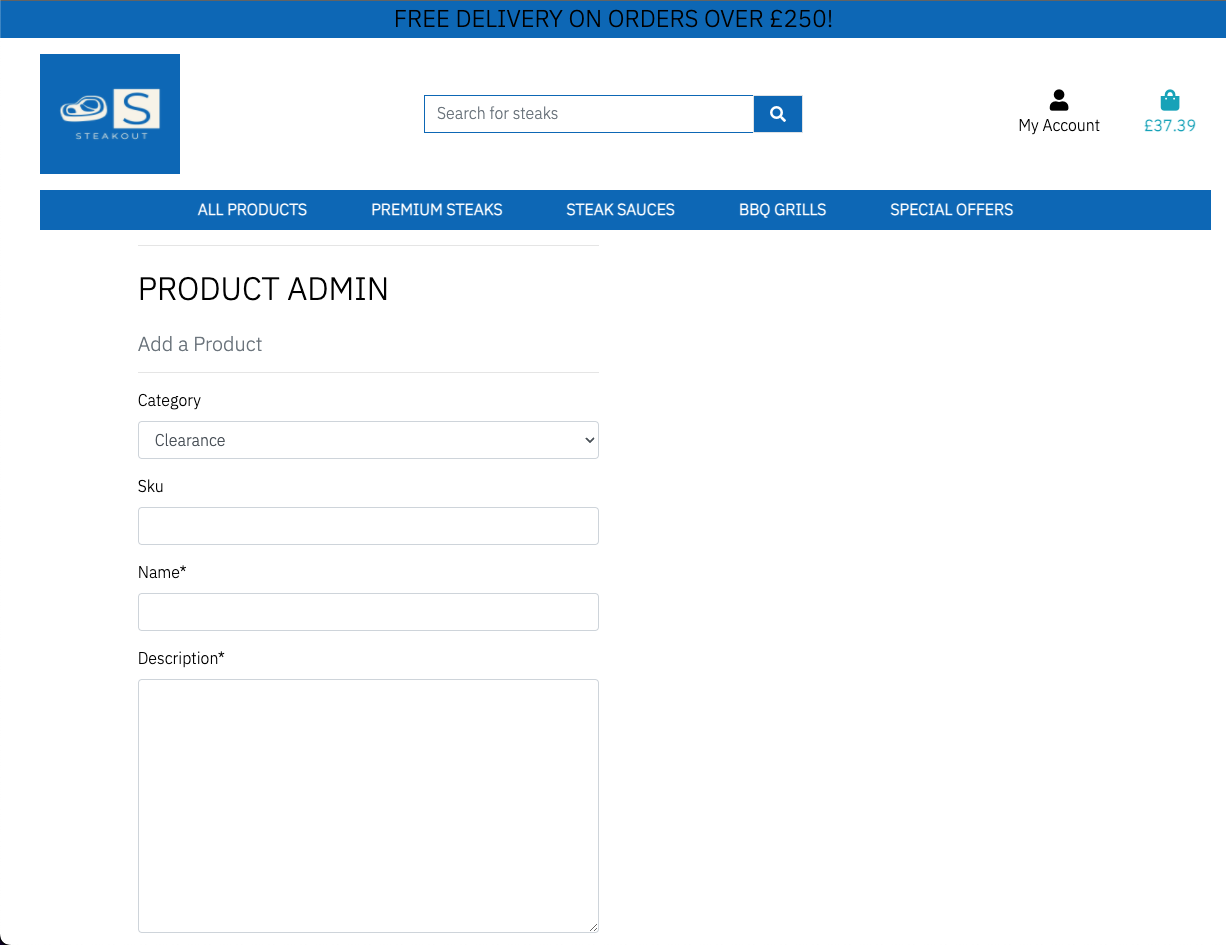 FREE DELIVERY ON ORDERS OVER £250!
S
STEAKOUT
Search for steaks
My Account
£37.39
ALL PRODUCTS PREMIUM STEAKS STEAK SAUCES BBQ GRILLS SPECIAL OFFERS
PRODUCT ADMIN
Add a Product
Category
Clearance
Sku
Name*
Description*